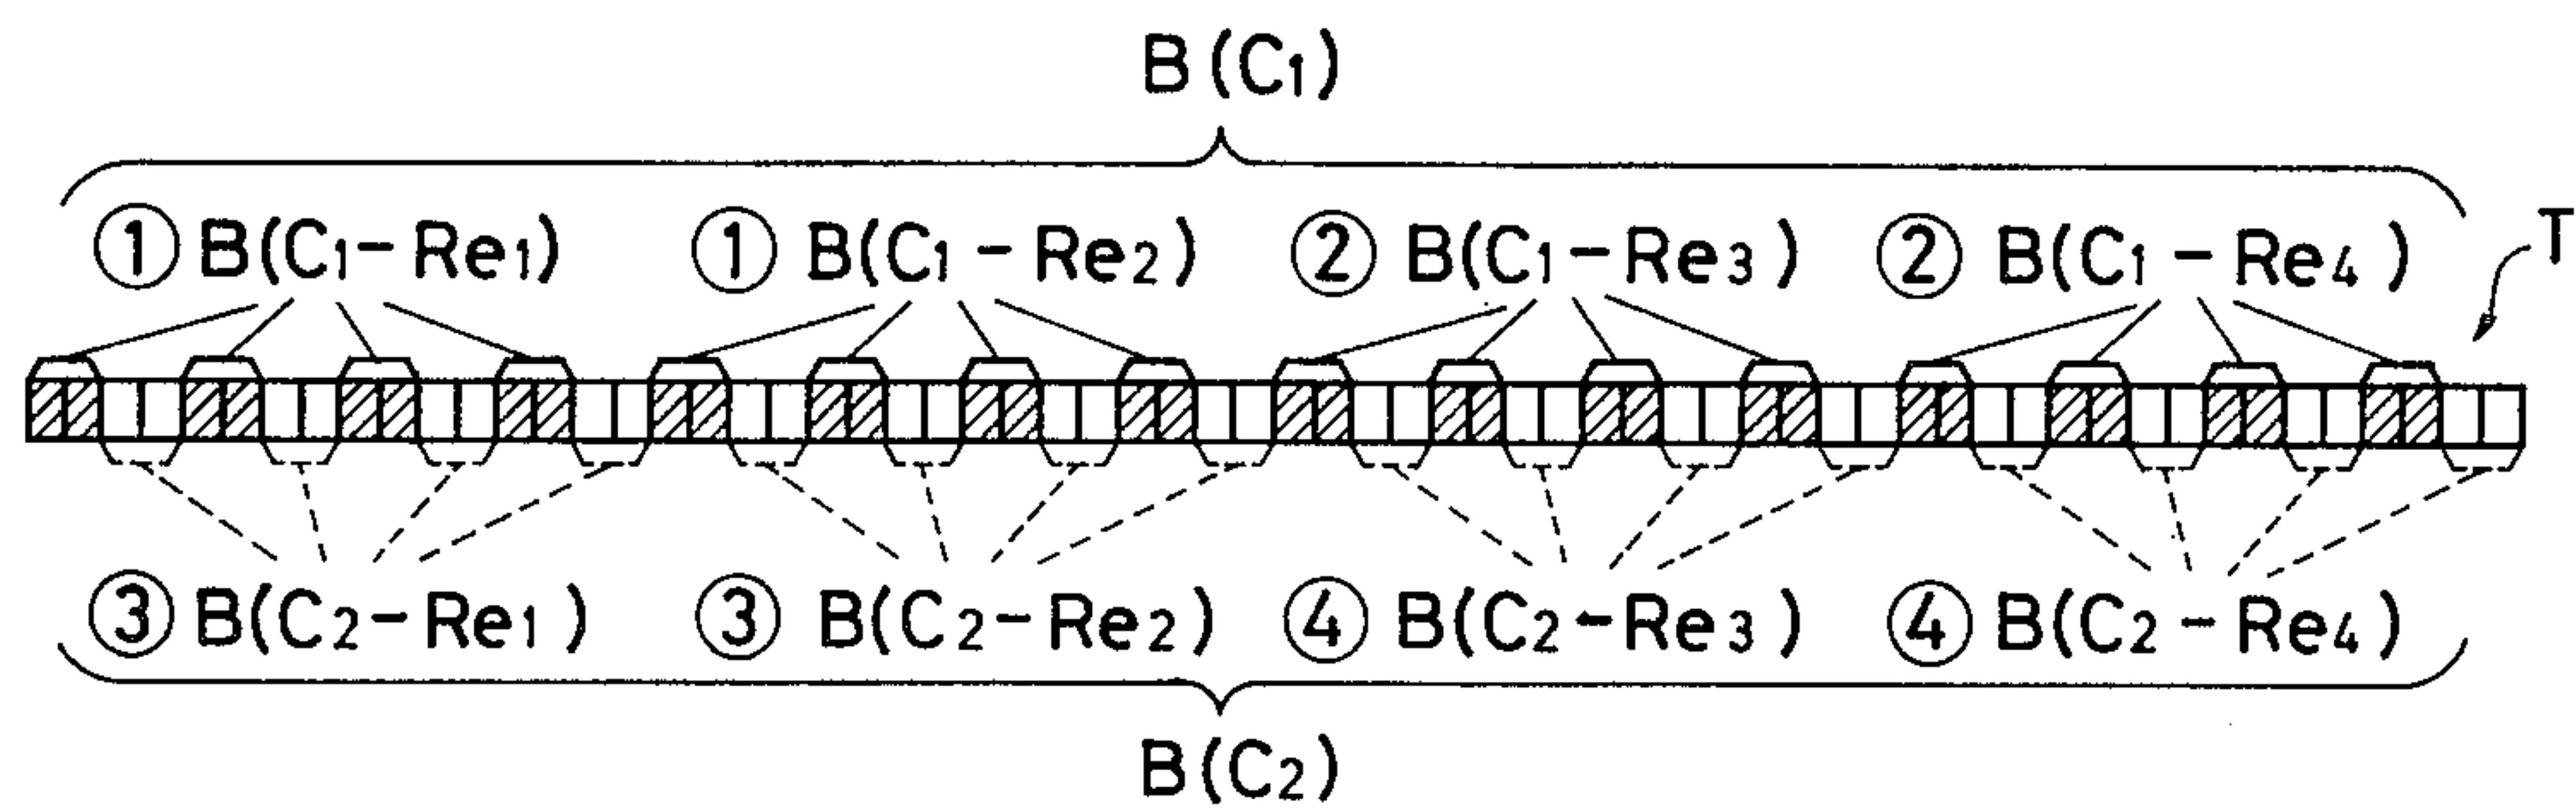 B(C₁)
① B(C₁-Re₁) ① B(C₁-Re₂) ② B(C₁-Re₃) ② B(C₁-Re₄) T
③ B(C₂-Re₁) ③ B(C₂-Re₂) ④ B(C₂-Re₃) ④ B(C₂-Re₄)
B(C₂)